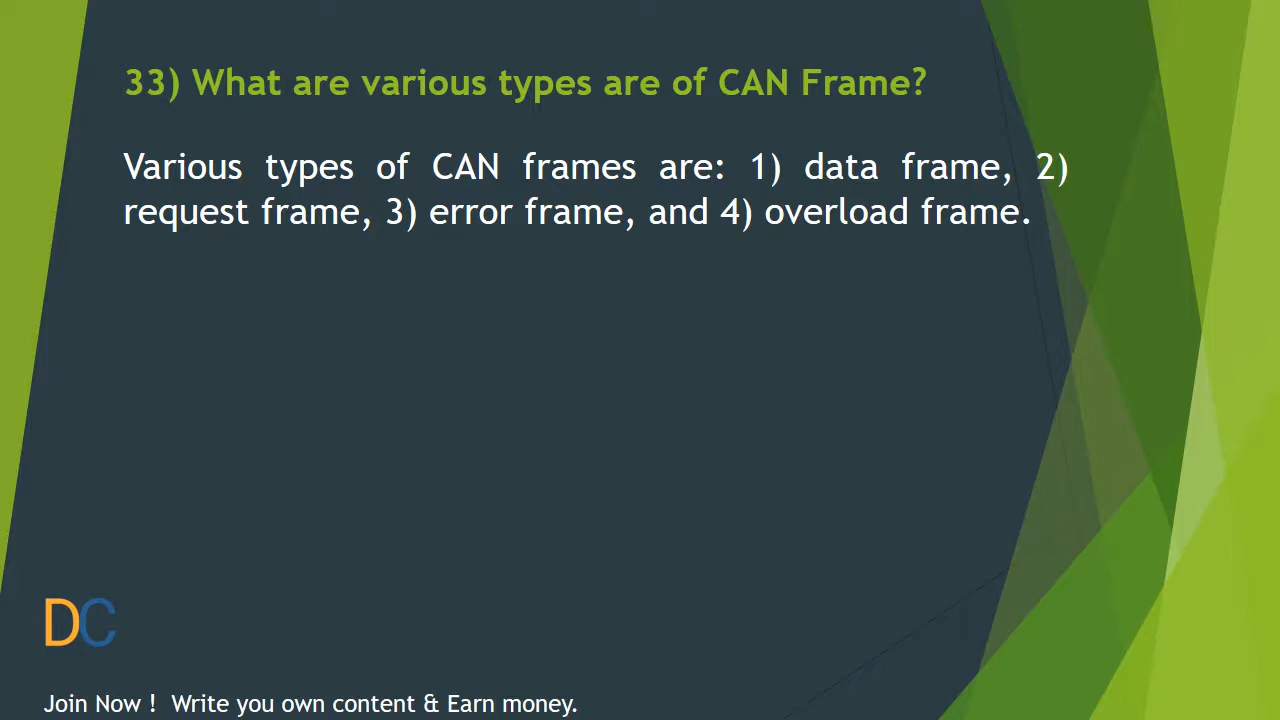 33) What are various types are of CAN Frame?
Various types of CAN frames are: 1) data frame, 2)
request frame, 3) error frame, and 4) overload frame.
DC
Join Now !  Write you own content & Earn money.